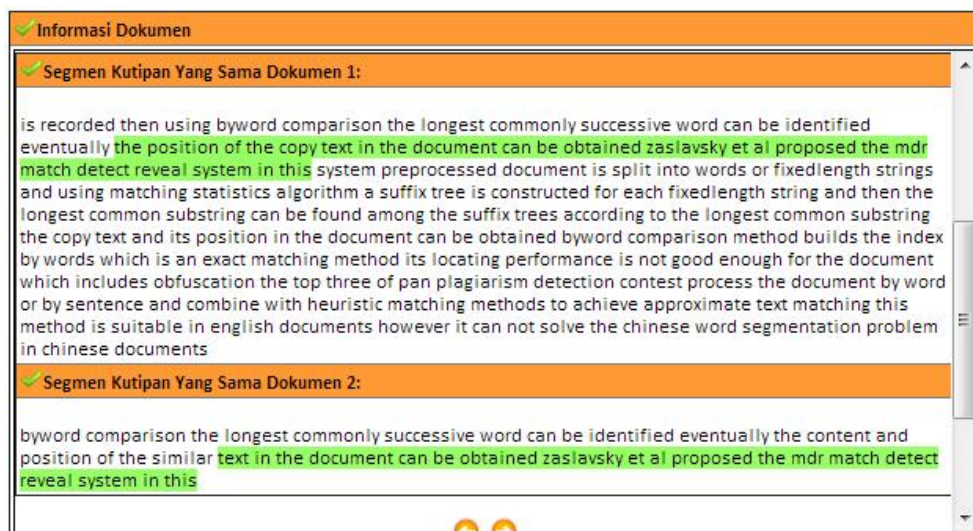 Informasi Dokumen
Segmen Kutipan Yang Sama Dokumen 1:
is recorded then using byword comparison the longest commonly successive word can be identified
eventually the position of the copy text in the document can be obtained zaslavsky et al proposed the mdr
match detect reveal system in this system preprocessed document is split into words or fixedlength strings
and using matching statistics algorithm a suffix tree is constructed for each fixedlength string and then the
longest common substring can be found among the suffix trees according to the longest common substring
the copy text and its position in the document can be obtained byword comparison method builds the index
by words which is an exact matching method its locating performance is not good enough for the document
which includes obfuscation the top three of pan plagiarism detection contest process the document by word
or by sentence and combine with heuristic matching methods to achieve approximate text matching this
method is suitable in english documents however it can not solve the chinese word segmentation problem
in chinese documents
Segmen Kutipan Yang Sama Dokumen 2:
byword comparison the longest commonly successive word can be identified eventually the content and
position of the similar text in the document can be obtained zaslavsky et al proposed the mdr match detect
reveal system in this